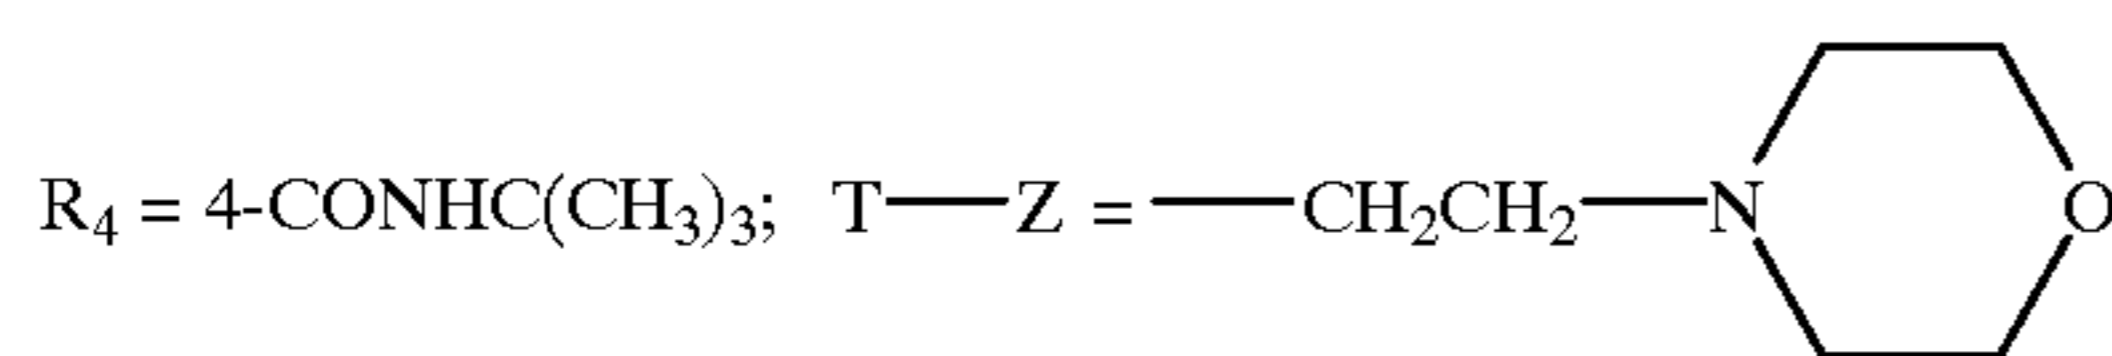 R₄ = 4-CONHC(CH₃)₃; T—Z = —CH₂CH₂—N O